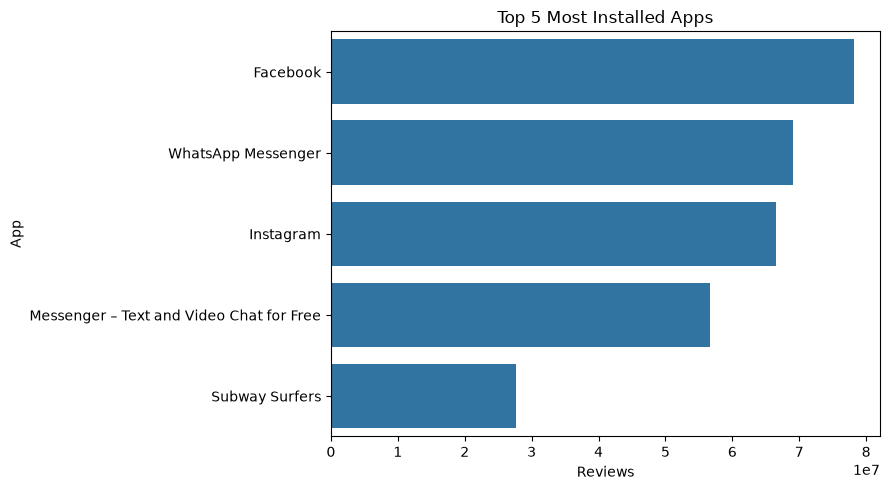 Top 5 Most Installed Apps
App
Facebook
WhatsApp Messenger
Instagram
Messenger – Text and Video Chat for Free
Subway Surfers
0 1 2 3 4 5 6 7 8
1e7
Reviews